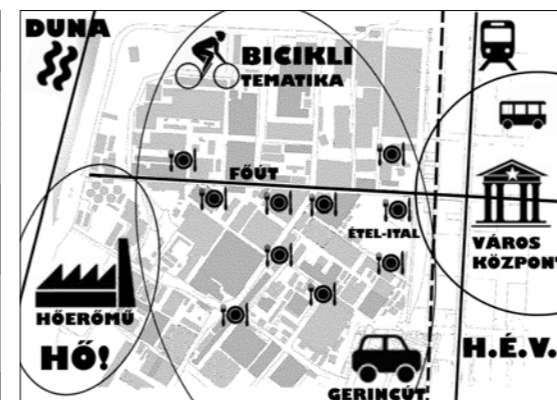 DUNA
BICIKLI
TEMATIKA
FŐÚT
ÉTEL-ITAL
VÁROS
KÖZPONT
HŐERŐMŰ
HŐ!
H.É.V.
GERINCÚT